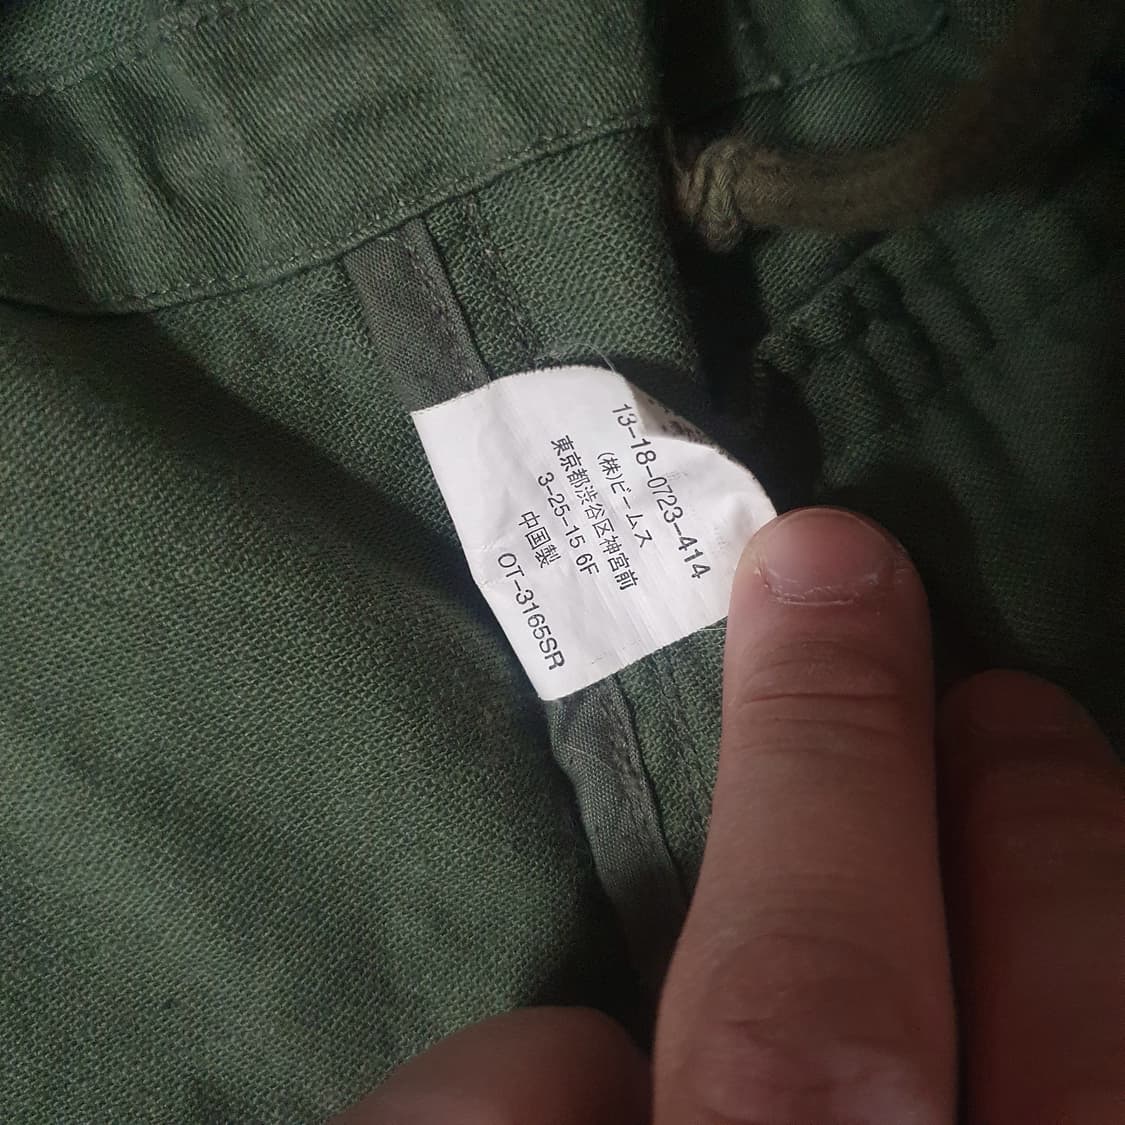 13-18-0723-414
(株)ビームス
東京都渋谷区神宮前
3-25-15 6F
中国製
OT-3165SR